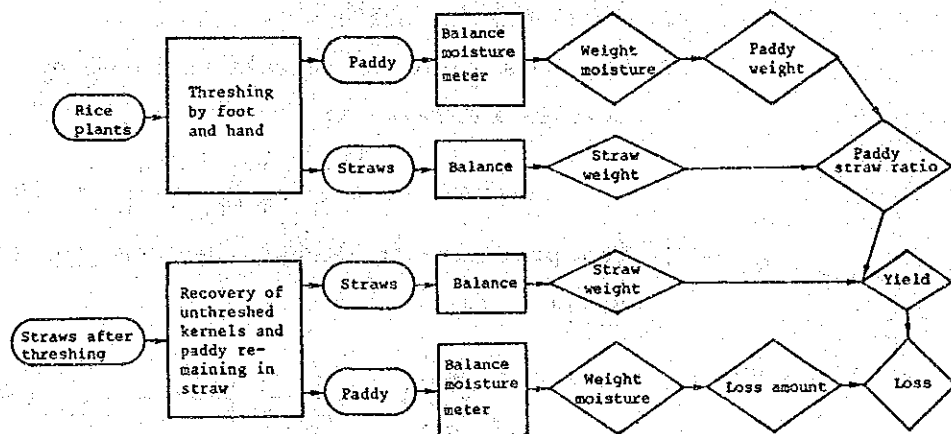 Rice
plants
Threshing
by foot
and hand
Paddy
Balance
moisture
meter
Weight
moisture
Paddy
weight
Straws
Balance
Straw
weight
Paddy
straw ratio
Straws after
threshing
Recovery of
unthreshed
kernels and
paddy re-
maining in
straw
Straws
Balance
Straw
weight
Yield
Paddy
Balance
moisture
meter
Weight
moisture
Loss amount
Loss